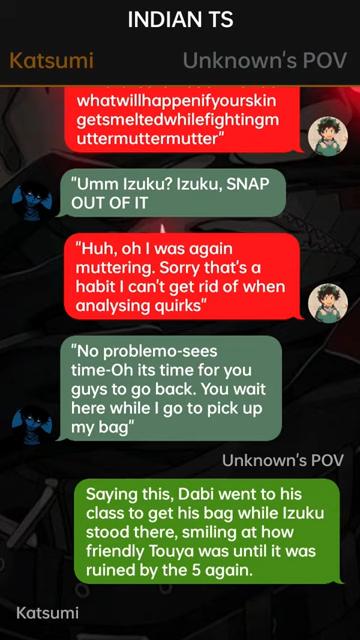 INDIAN TS
Katsumi
Unknown's POV
whatwillhappenifyourskin
getsmeltedwhilefightingm
uttermuttermutter"
"Umm Izuku? Izuku, SNAP
OUT OF IT
"Huh, oh I was again
muttering. Sorry that's a
habit I can't get rid of when
analysing quirks"
"No problemo-sees
time-Oh its time for you
guys to go back. You wait
here while I go to pick up
my bag"
Unknown's POV
Saying this, Dabi went to his
class to get his bag while Izuku
stood there, smiling at how
friendly Touya was until it was
ruined by the 5 again.
Katsumi